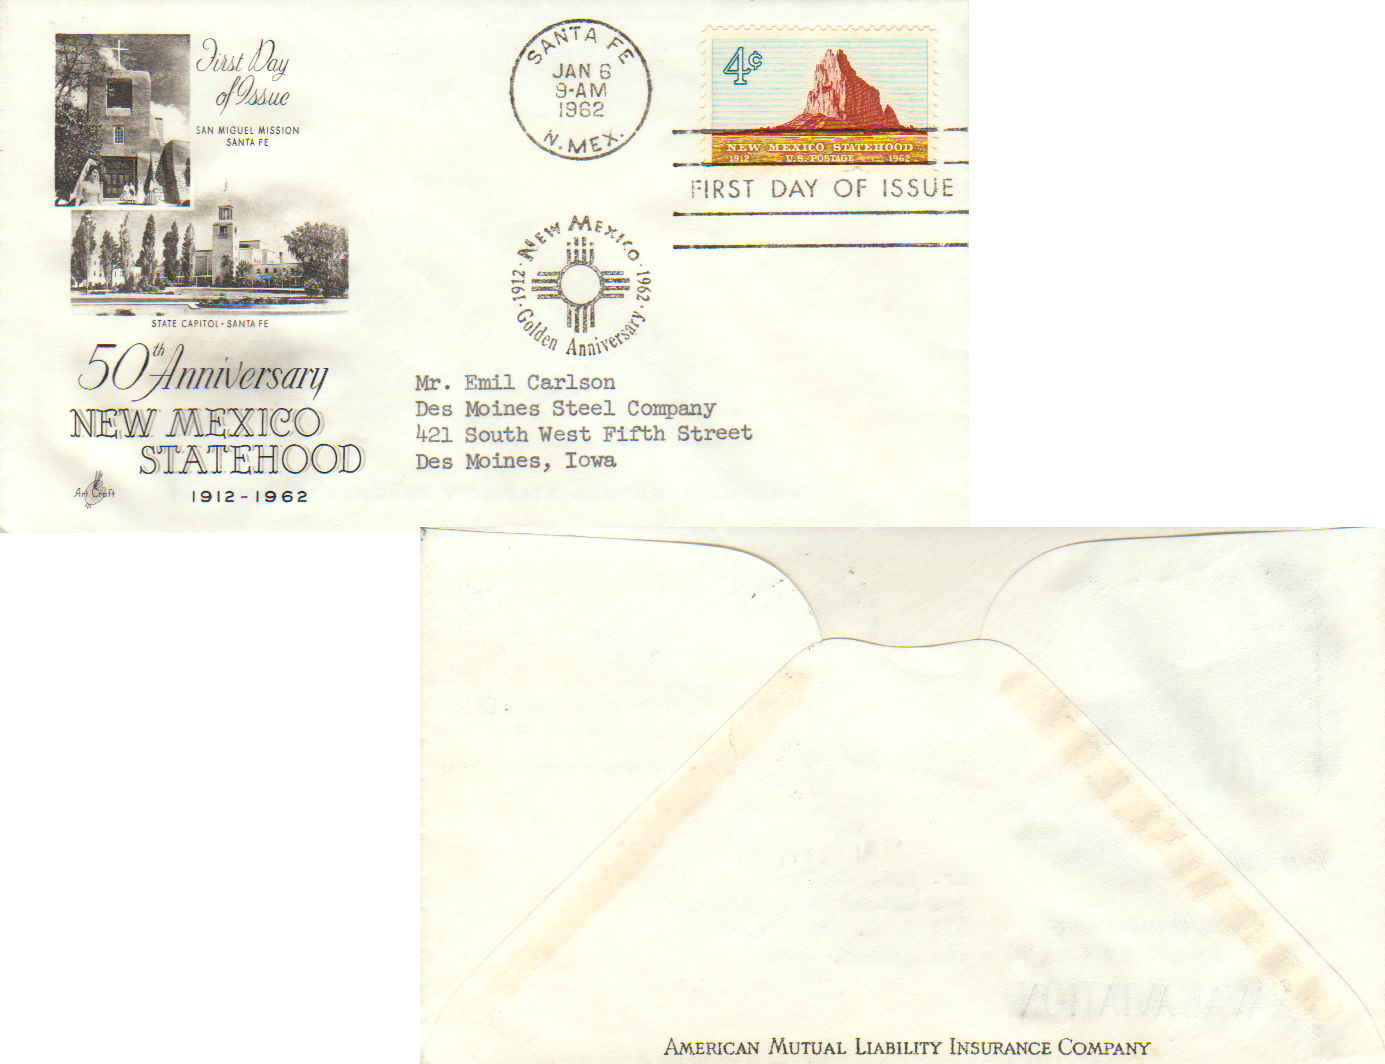 First Day
of Issue
SAN MIGUEL MISSION
SANTA FE
STATE CAPITOL - SANTA FE
50th Anniversary
NEW MEXICO
STATEHOOD
1912 - 1962
Art Craft
SANTA FE
JAN 6
9-AM
1962
N. MEX.
4¢
NEW MEXICO STATEHOOD
1912 U.S. POSTAGE 1962
FIRST DAY OF ISSUE
1912 · NEW MEXICO · 1962
Golden Anniversary
Mr. Emil Carlson
Des Moines Steel Company
421 South West Fifth Street
Des Moines, Iowa
AMERICAN MUTUAL LIABILITY INSURANCE COMPANY